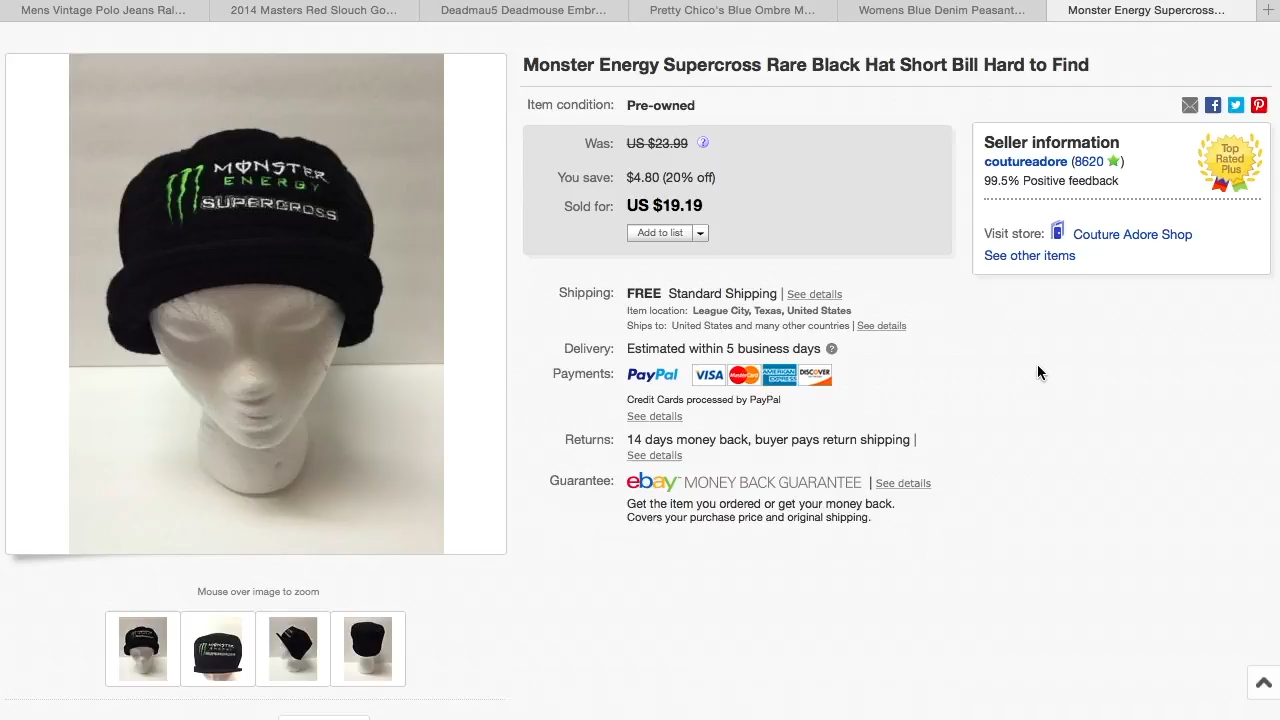 Mens Vintage Polo Jeans Ral...
2014 Masters Red Slouch Go...
Deadmau5 Deadmouse Embr...
Pretty Chico's Blue Ombre M...
Womens Blue Denim Peasant...
Monster Energy Supercross...
Monster Energy Supercross Rare Black Hat Short Bill Hard to Find
Item condition: Pre-owned
Was: US $23.99
You save: $4.80 (20% off)
Sold for: US $19.19
Add to list
Shipping: FREE Standard Shipping | See details
Item location: League City, Texas, United States
Ships to: United States and many other countries | See details
Delivery: Estimated within 5 business days
Payments: PayPal VISA MasterCard AMERICAN EXPRESS DISCOVER
Credit Cards processed by PayPal
See details
Returns: 14 days money back, buyer pays return shipping |
See details
Guarantee: ebay MONEY BACK GUARANTEE | See details
Get the item you ordered or get your money back.
Covers your purchase price and original shipping.
Seller information
coutureadore (8620)
99.5% Positive feedback
Top
Rated
Plus
Visit store: Couture Adore Shop
See other items
MONSTER
ENERGY
SUPERCROSS
Mouse over image to zoom
MONSTER
ENERGY
SUPERCROSS